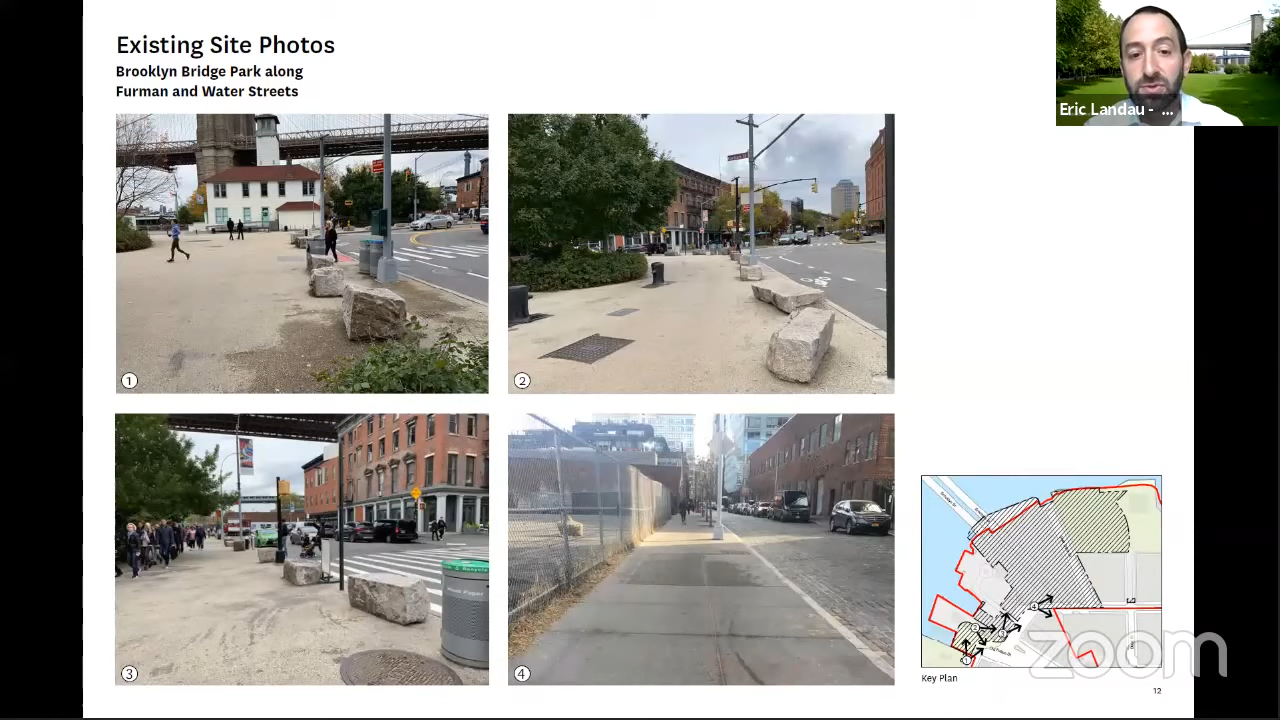 Existing Site Photos
Brooklyn Bridge Park along
Furman and Water Streets
Eric Landau - ...
1
2
3
4
Key Plan
zoom
12